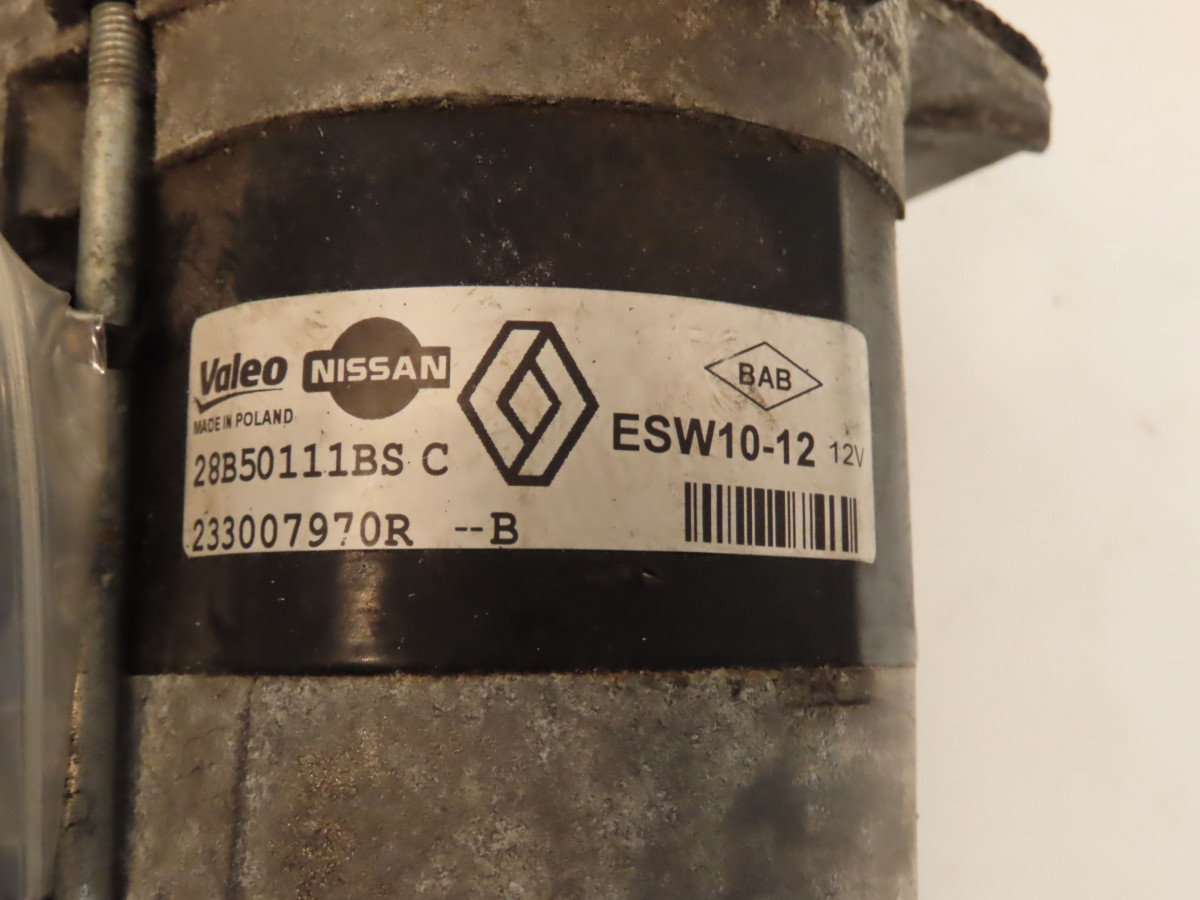 Valeo
MADE IN POLAND
NISSAN
28B50111BS C
233007970R --B
BAB
ESW10-12 12V